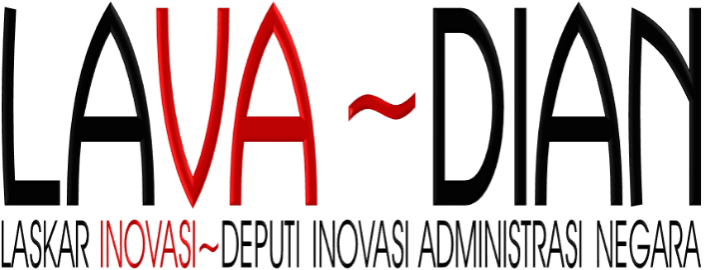 LAVA ~DIAN
LASKAR INOVASI~DEPUTI INOVASI ADMINISTRASI NEGARA